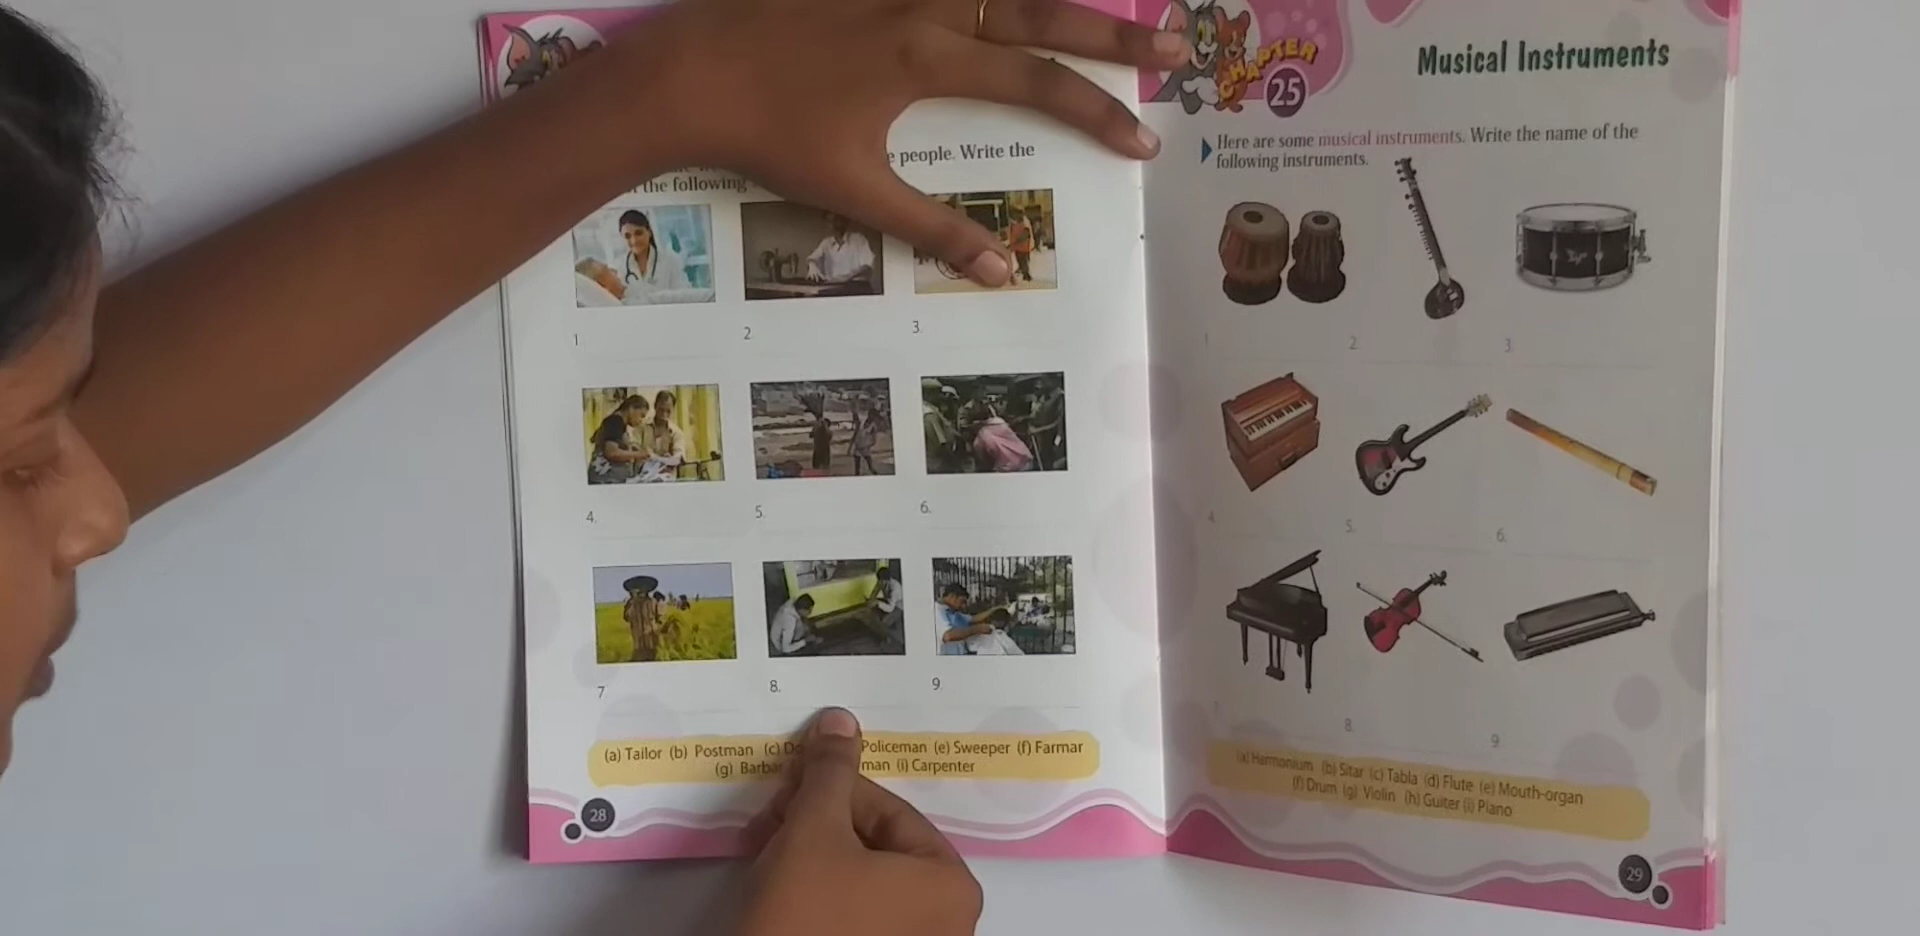 e people. Write the
the following
1
2
3.
4.
5.
6.
7
8.
9
(a) Tailor (b) Postman (c) Policeman (e) Sweeper (f) Farmar
(g) Barbar man (i) Carpenter
28
CHAPTER
25
Musical Instruments
Here are some musical instruments. Write the name of the
following instruments.
1
2.
3.
4.
5.
6.
7.
8.
9.
(a) Harmonium (b) Sitar (c) Tabla (d) Flute (e) Mouth-organ
(f) Drum (g) Violin (h) Guiter (i) Piano
29